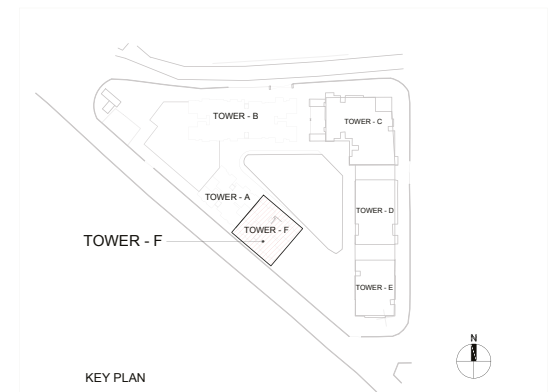 TOWER - B
TOWER - C
TOWER - A
TOWER - D
TOWER - F
TOWER - F
TOWER - E
N
KEY PLAN